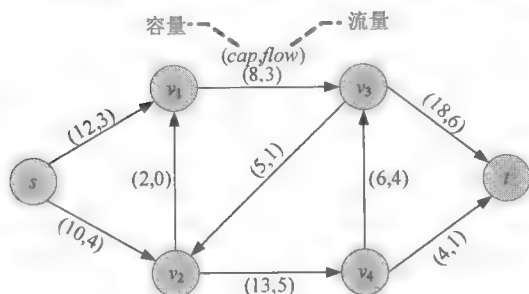 容量 流量
(cap,flow)
v₁ (8,3) v₃
(12,3) (18,6)
s (2,0) (5,1) (6,4) t
(10,4) (4,1)
v₂ (13,5) v₄